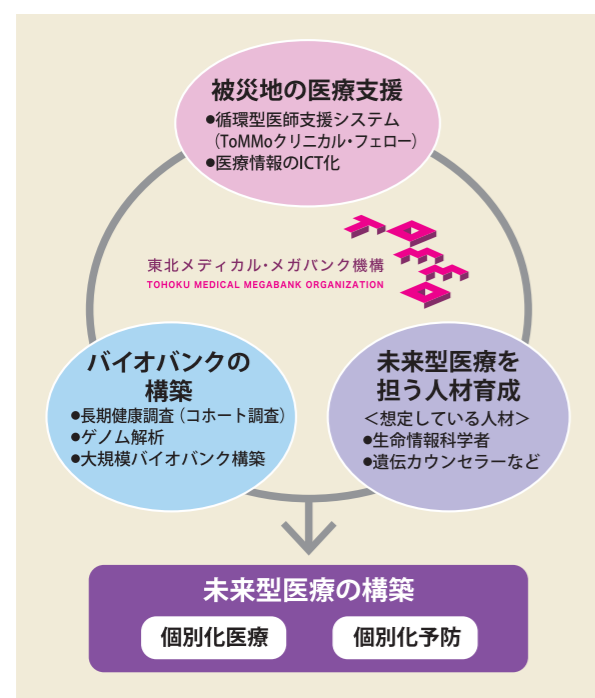 被災地の医療支援
●循環型医師支援システム
（ToMMoクリニカル・フェロー）
●医療情報のICT化
ToMMo
東北メディカル・メガバンク機構
TOHOKU MEDICAL MEGABANK ORGANIZATION
バイオバンクの
構築
●長期健康調査（コホート調査）
●ゲノム解析
●大規模バイオバンク構築
未来型医療を
担う人材育成
＜想定している人材＞
●生命情報科学者
●遺伝カウンセラーなど
未来型医療の構築
個別化医療
個別化予防